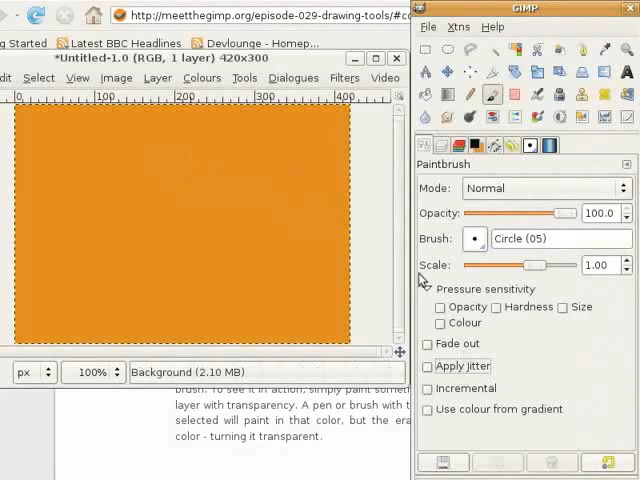 http://meetthegimp.org/episode-029-drawing-tools/#co
g Started Latest BBC Headlines Devlounge - Homep...
*Untitled-1.0 (RGB, 1 layer) 420x300
dit Select View Image Layer Colours Tools Dialogues Filters Video
0 100 200 300 400
px 100% Background (2.10 MB)
brush. To see it in action, simply paint
layer with transparency. A pen or brush with t
selected will paint in that color, but the era
color - turning it transparent.
GIMP
File Xtns Help
Paintbrush
Mode: Normal
Opacity: 100.0
Brush: Circle (05)
Scale: 1.00
Pressure sensitivity
Opacity Hardness Size
Colour
Fade out
Apply Jitter
Incremental
Use colour from gradient